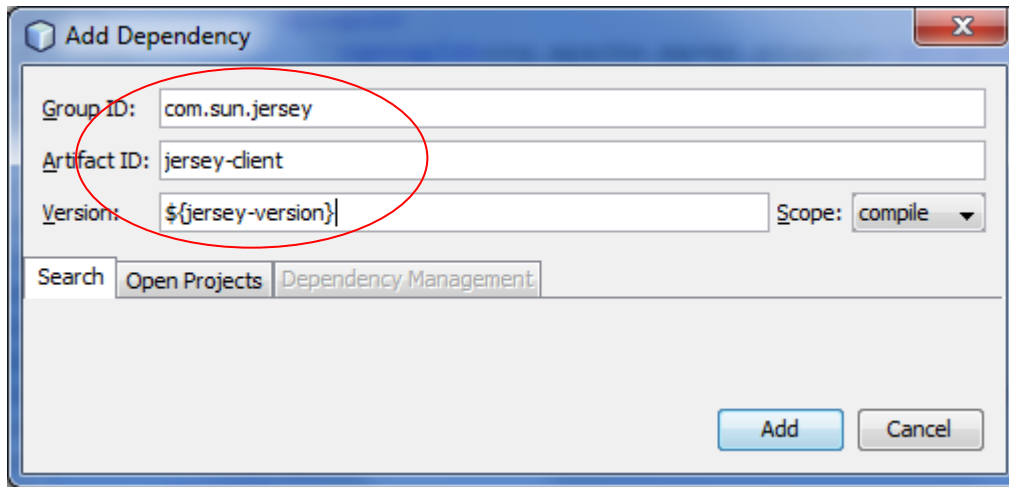 Add Dependency
Group ID: com.sun.jersey
Artifact ID: jersey-client
Version: ${jersey-version} Scope: compile
Search Open Projects Dependency Management
Add Cancel